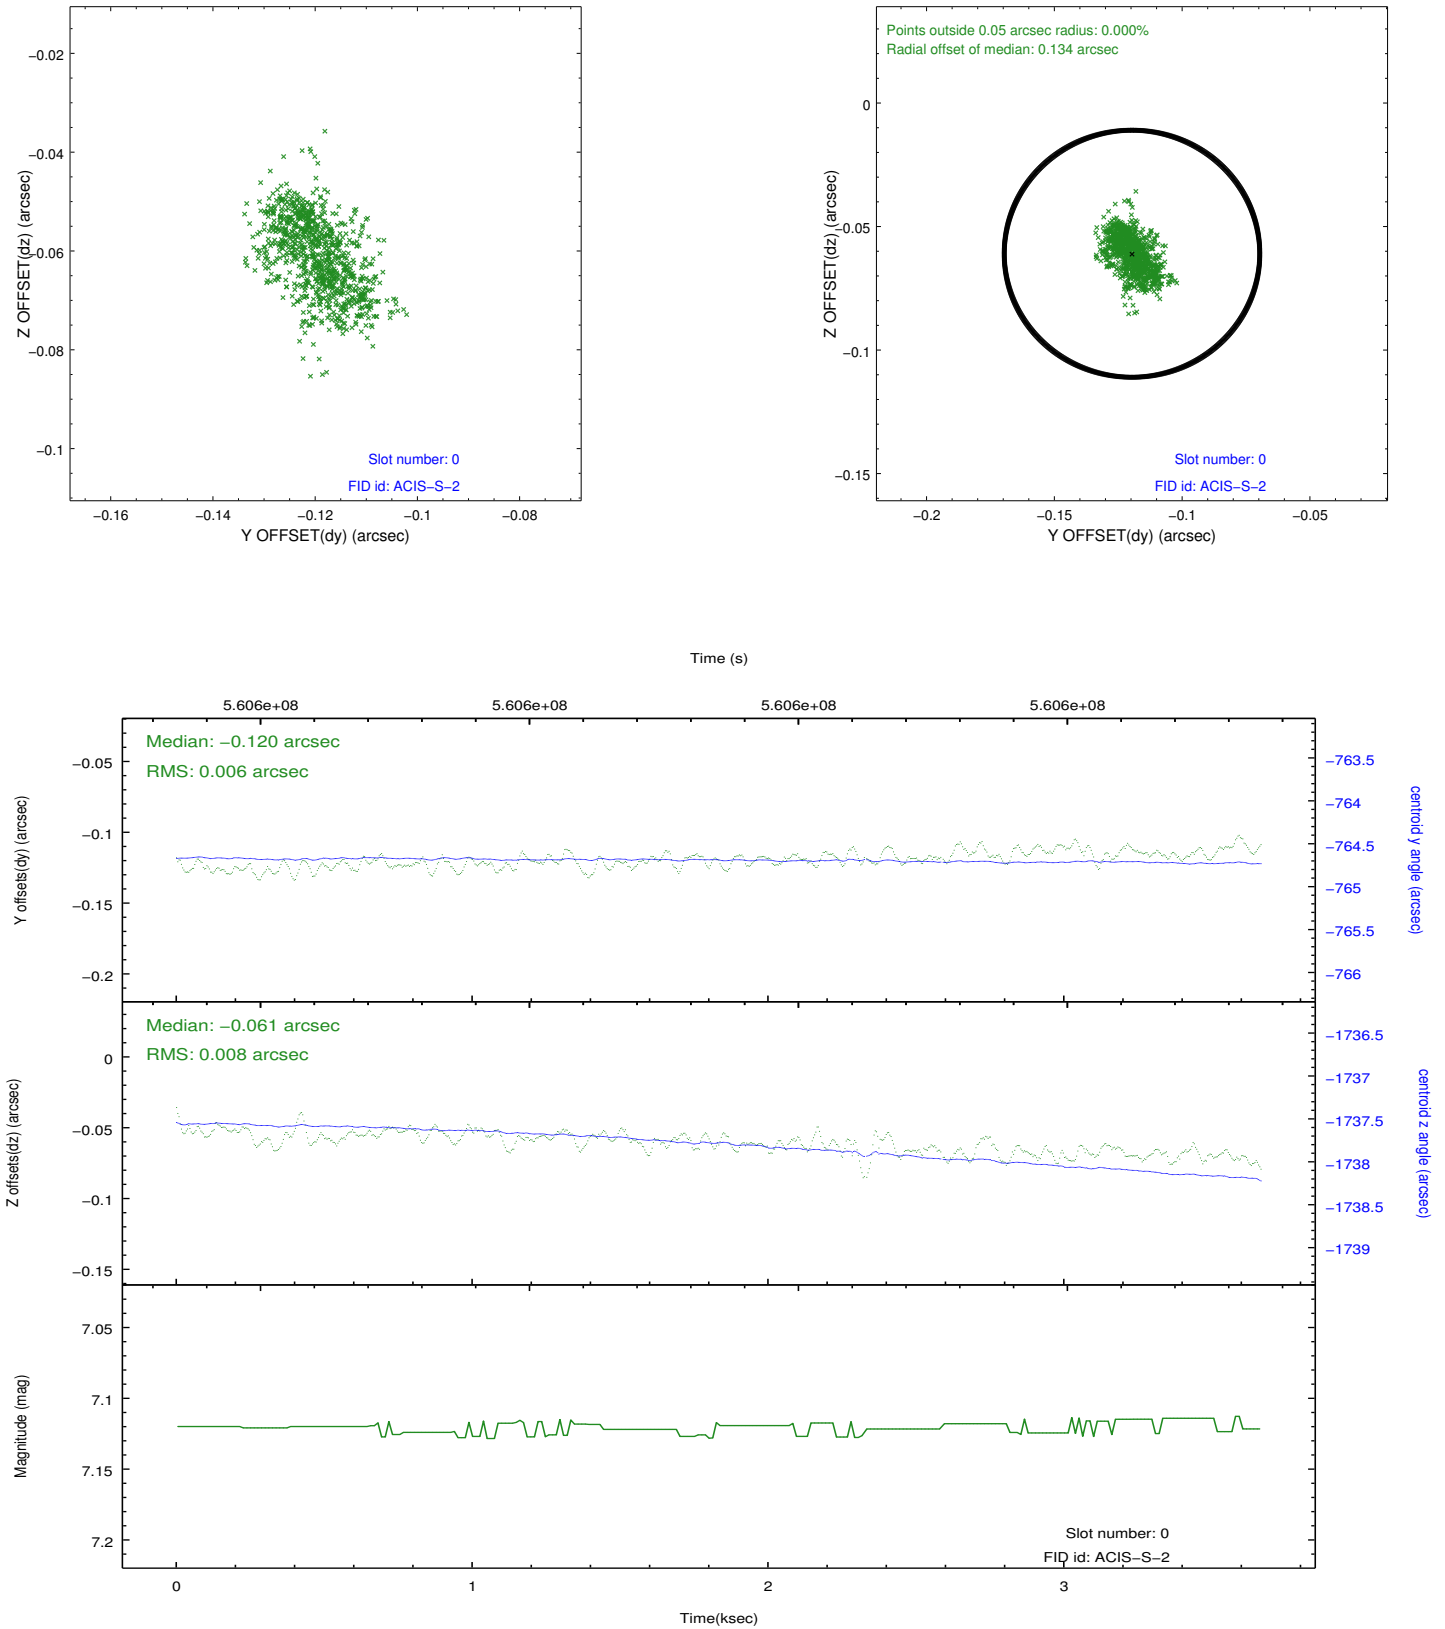 −0.02
−0.04
−0.06
−0.08
−0.1
Z OFFSET(dz) (arcsec)
Slot number: 0
FID id: ACIS−S−2
−0.16
−0.14
−0.12
−0.1
−0.08
Y OFFSET(dy) (arcsec)
Points outside 0.05 arcsec radius: 0.000%
Radial offset of median: 0.134 arcsec
0
−0.05
−0.1
−0.15
Z OFFSET(dz) (arcsec)
Slot number: 0
FID id: ACIS−S−2
−0.2
−0.15
−0.1
−0.05
Y OFFSET(dy) (arcsec)
Time (s)
5.606e+08
5.606e+08
5.606e+08
5.606e+08
Median: −0.120 arcsec
RMS: 0.006 arcsec
−0.05
−0.1
−0.15
−0.2
Y offsets(dy) (arcsec)
−763.5
−764
−764.5
−765
−765.5
−766
centroid y angle (arcsec)
Median: −0.061 arcsec
RMS: 0.008 arcsec
0
−0.05
−0.1
−0.15
Z offsets(dz) (arcsec)
−1736.5
−1737
−1737.5
−1738
−1738.5
−1739
centroid z angle (arcsec)
7.05
7.1
7.15
7.2
Magnitude (mag)
Slot number: 0
FID id: ACIS−S−2
0
1
2
3
Time(ksec)